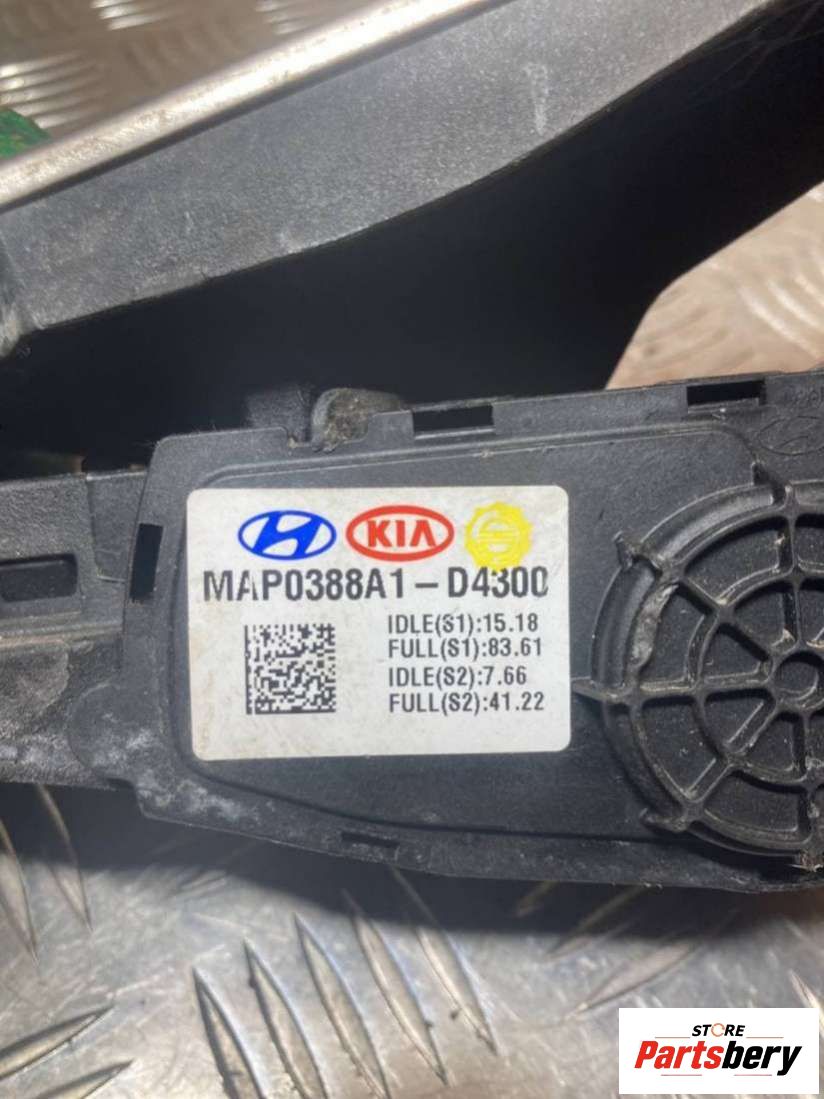 KIA
MAP0388A1-D4300
IDLE(S1):15.18
FULL(S1):83.61
IDLE(S2):7.66
FULL(S2):41.22
STORE
Partsbery